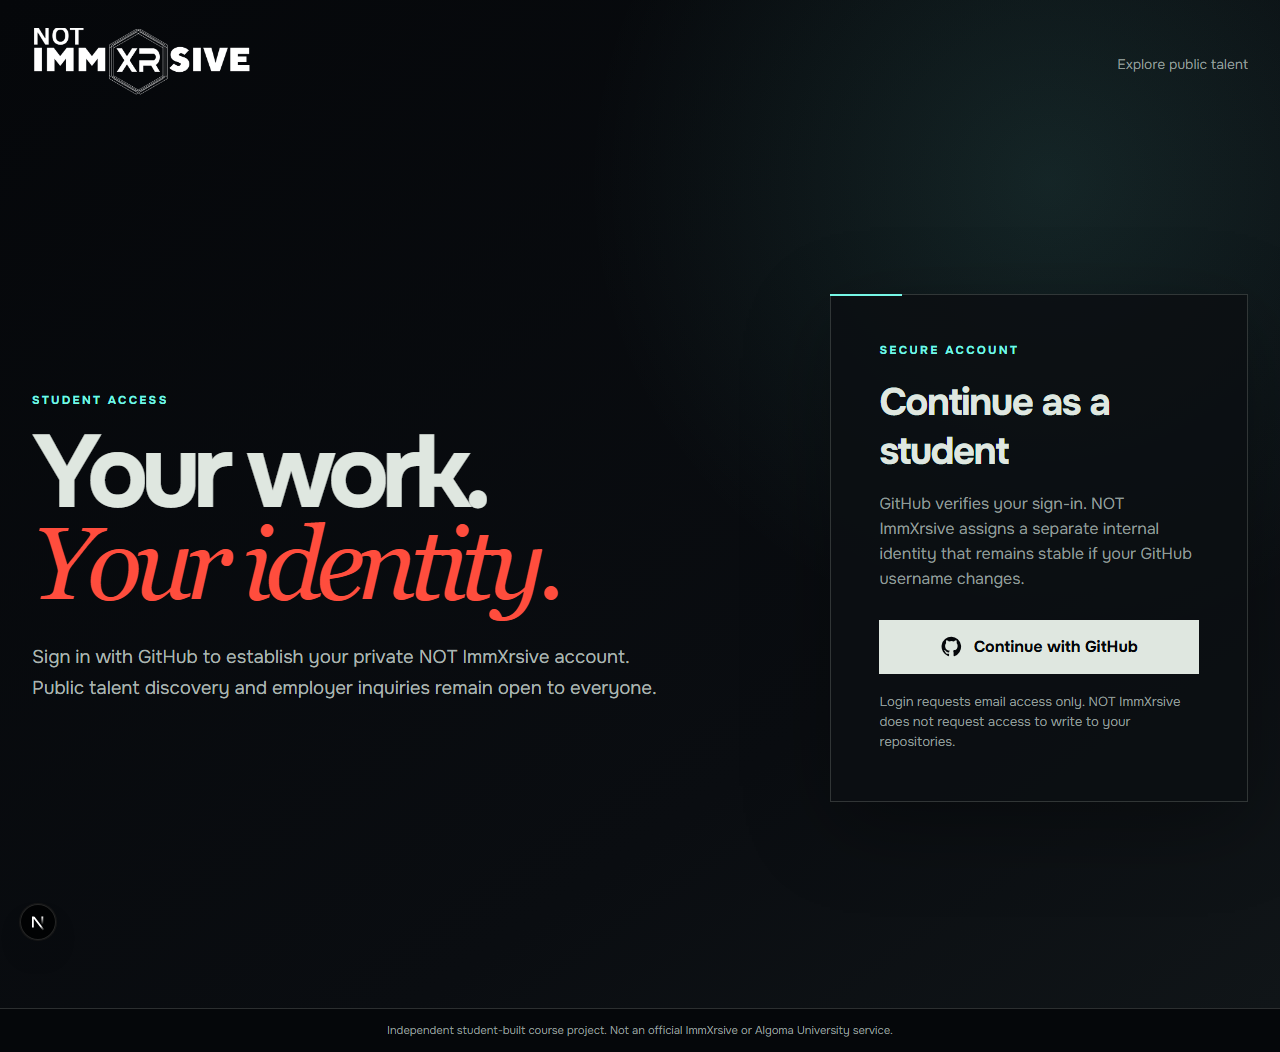 NOT
IMMXRSIVE
Explore public talent
STUDENT ACCESS
Your work.
Your identity.
Sign in with GitHub to establish your private NOT ImmXrsive account.
Public talent discovery and employer inquiries remain open to everyone.
SECURE ACCOUNT
Continue as a
student
GitHub verifies your sign-in. NOT
ImmXrsive assigns a separate internal
identity that remains stable if your GitHub
username changes.
Continue with GitHub
Login requests email access only. NOT ImmXrsive
does not request access to write to your
repositories.
N
Independent student-built course project. Not an official ImmXrsive or Algoma University service.